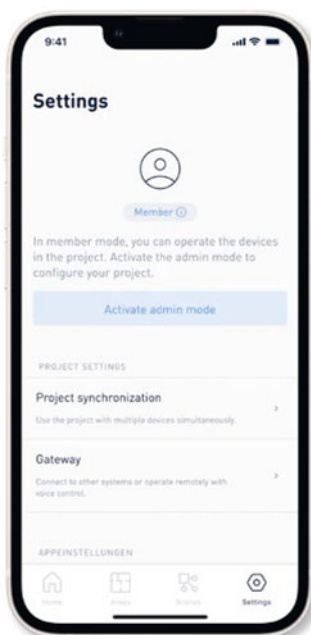 9:41
Settings
Member
In member mode, you can operate the devices
in the project. Activate the admin mode to
configure your project.
Activate admin mode
PROJECT SETTINGS
Project synchronization
Use the project with multiple devices simultaneously
Gateway
Connect to other systems or operate remotely with
voice control.
APPEINSTELLUNGEN
Home
Settings